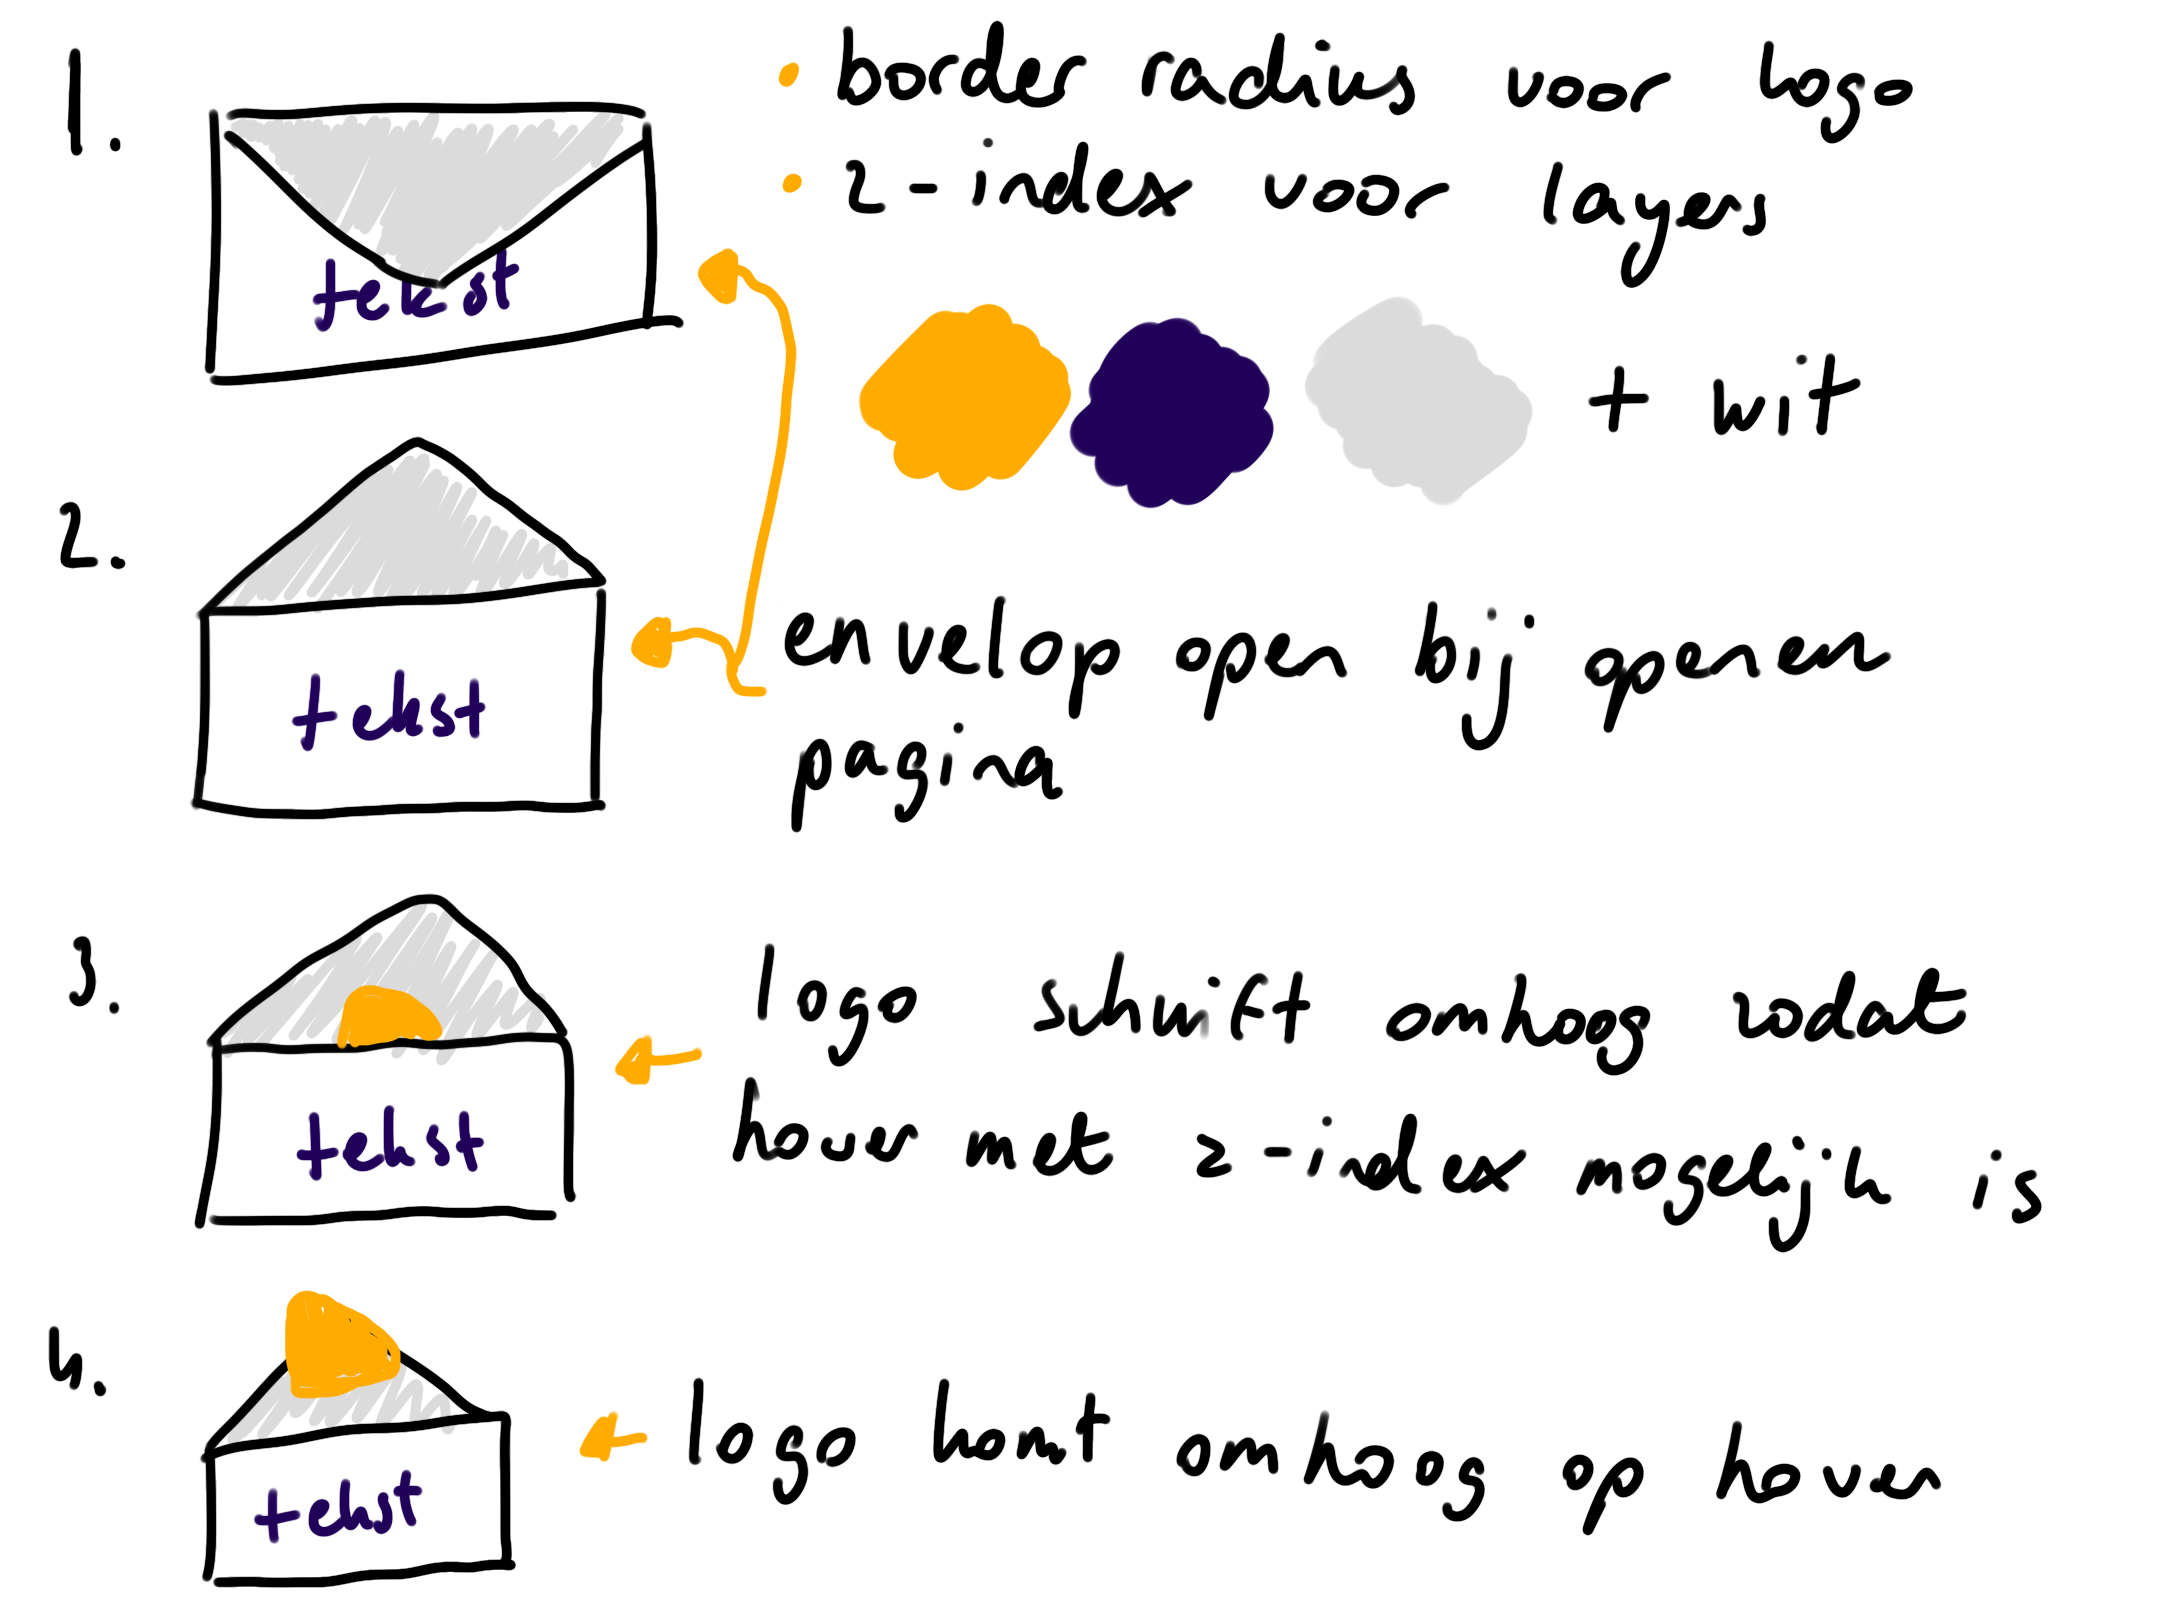 1.
• border radius voor logo
• z-index voor layers
tekst
+ wit
2.
envelop open bij openen
pagina
tekst
3.
logo schuift omhoog zodat
hover met z-index mogelijk is
tekst
4.
logo komt omhoog op hover
tekst